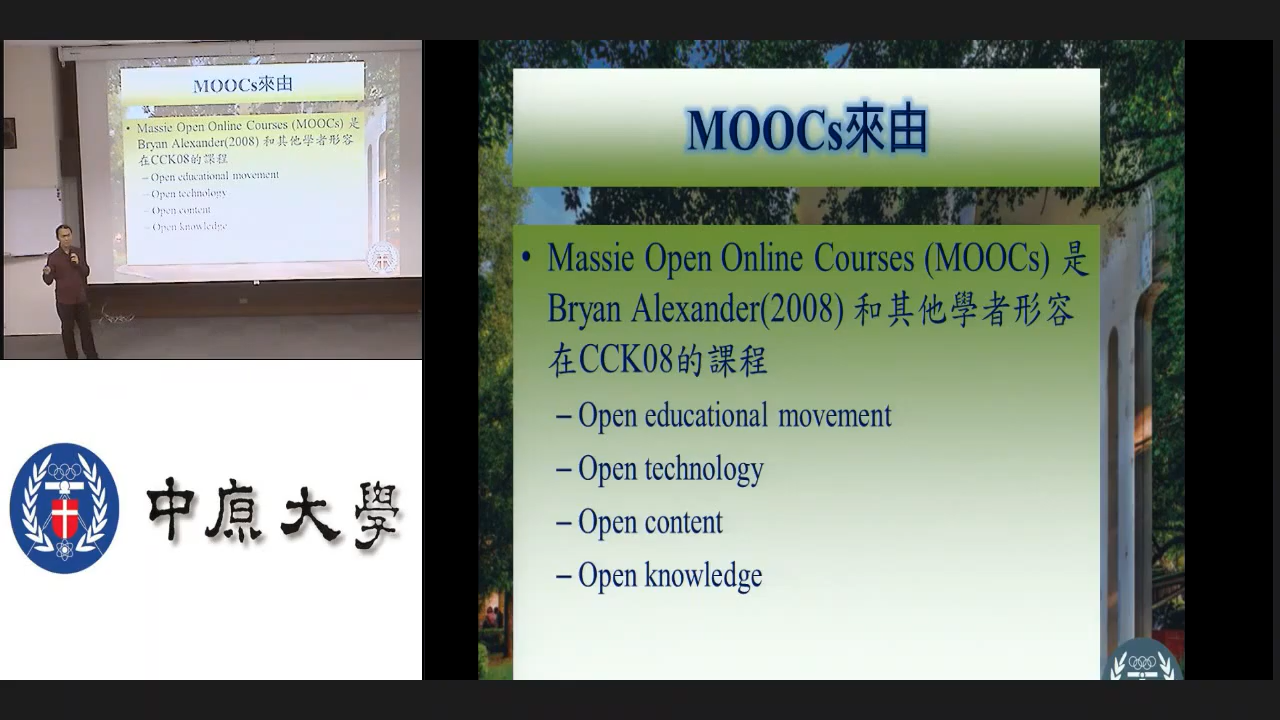 MOOCs來由
• Massie Open Online Courses (MOOCs) 是
Bryan Alexander(2008) 和其他學者形容
在CCK08的課程
– Open educational movement
– Open technology
– Open content
– Open knowledge
MOOCs來由
• Massie Open Online Courses (MOOCs) 是
Bryan Alexander(2008) 和其他學者形容
在CCK08的課程
– Open educational movement
– Open technology
– Open content
– Open knowledge
中原大學